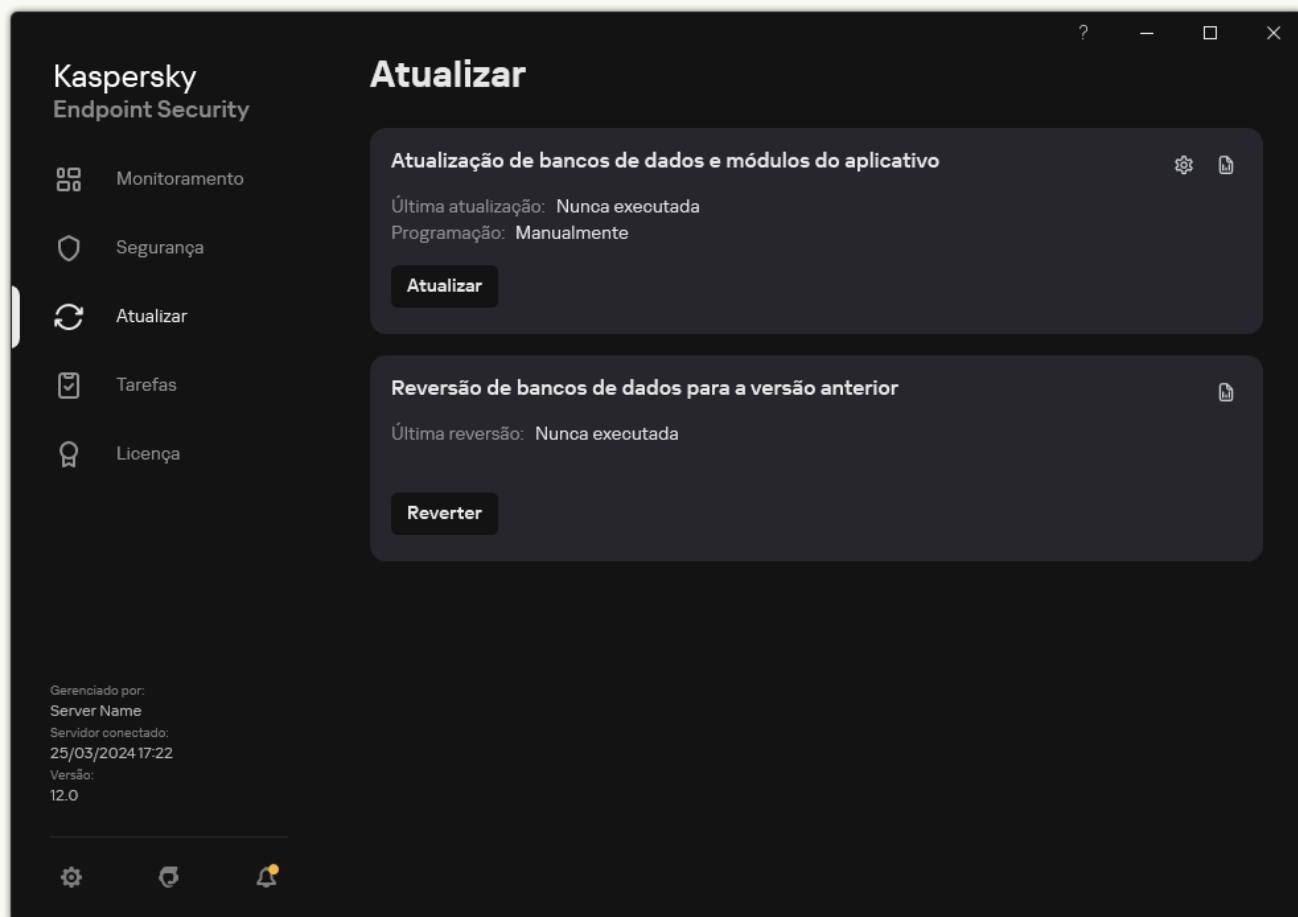 ?
Kaspersky
Endpoint Security
Monitoramento
Segurança
Atualizar
Tarefas
Licença
Gerenciado por:
Server Name
Servidor conectado:
25/03/2024 17:22
Versão:
12.0
Atualizar
Atualização de bancos de dados e módulos do aplicativo
Última atualização: Nunca executada
Programação: Manualmente
Atualizar
Reversão de bancos de dados para a versão anterior
Última reversão: Nunca executada
Reverter